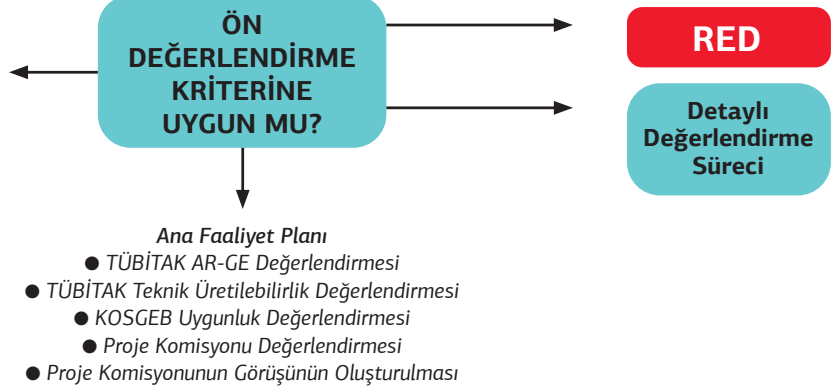 ÖN
DEĞERLENDİRME
KRİTERİNE
UYGUN MU?
RED
Detaylı
Değerlendirme
Süreci
Ana Faaliyet Planı
● TÜBİTAK AR-GE Değerlendirmesi
● TÜBİTAK Teknik Üretilebilirlik Değerlendirmesi
● KOSGEB Uygunluk Değerlendirmesi
● Proje Komisyonu Değerlendirmesi
● Proje Komisyonunun Görüşünün Oluşturulması